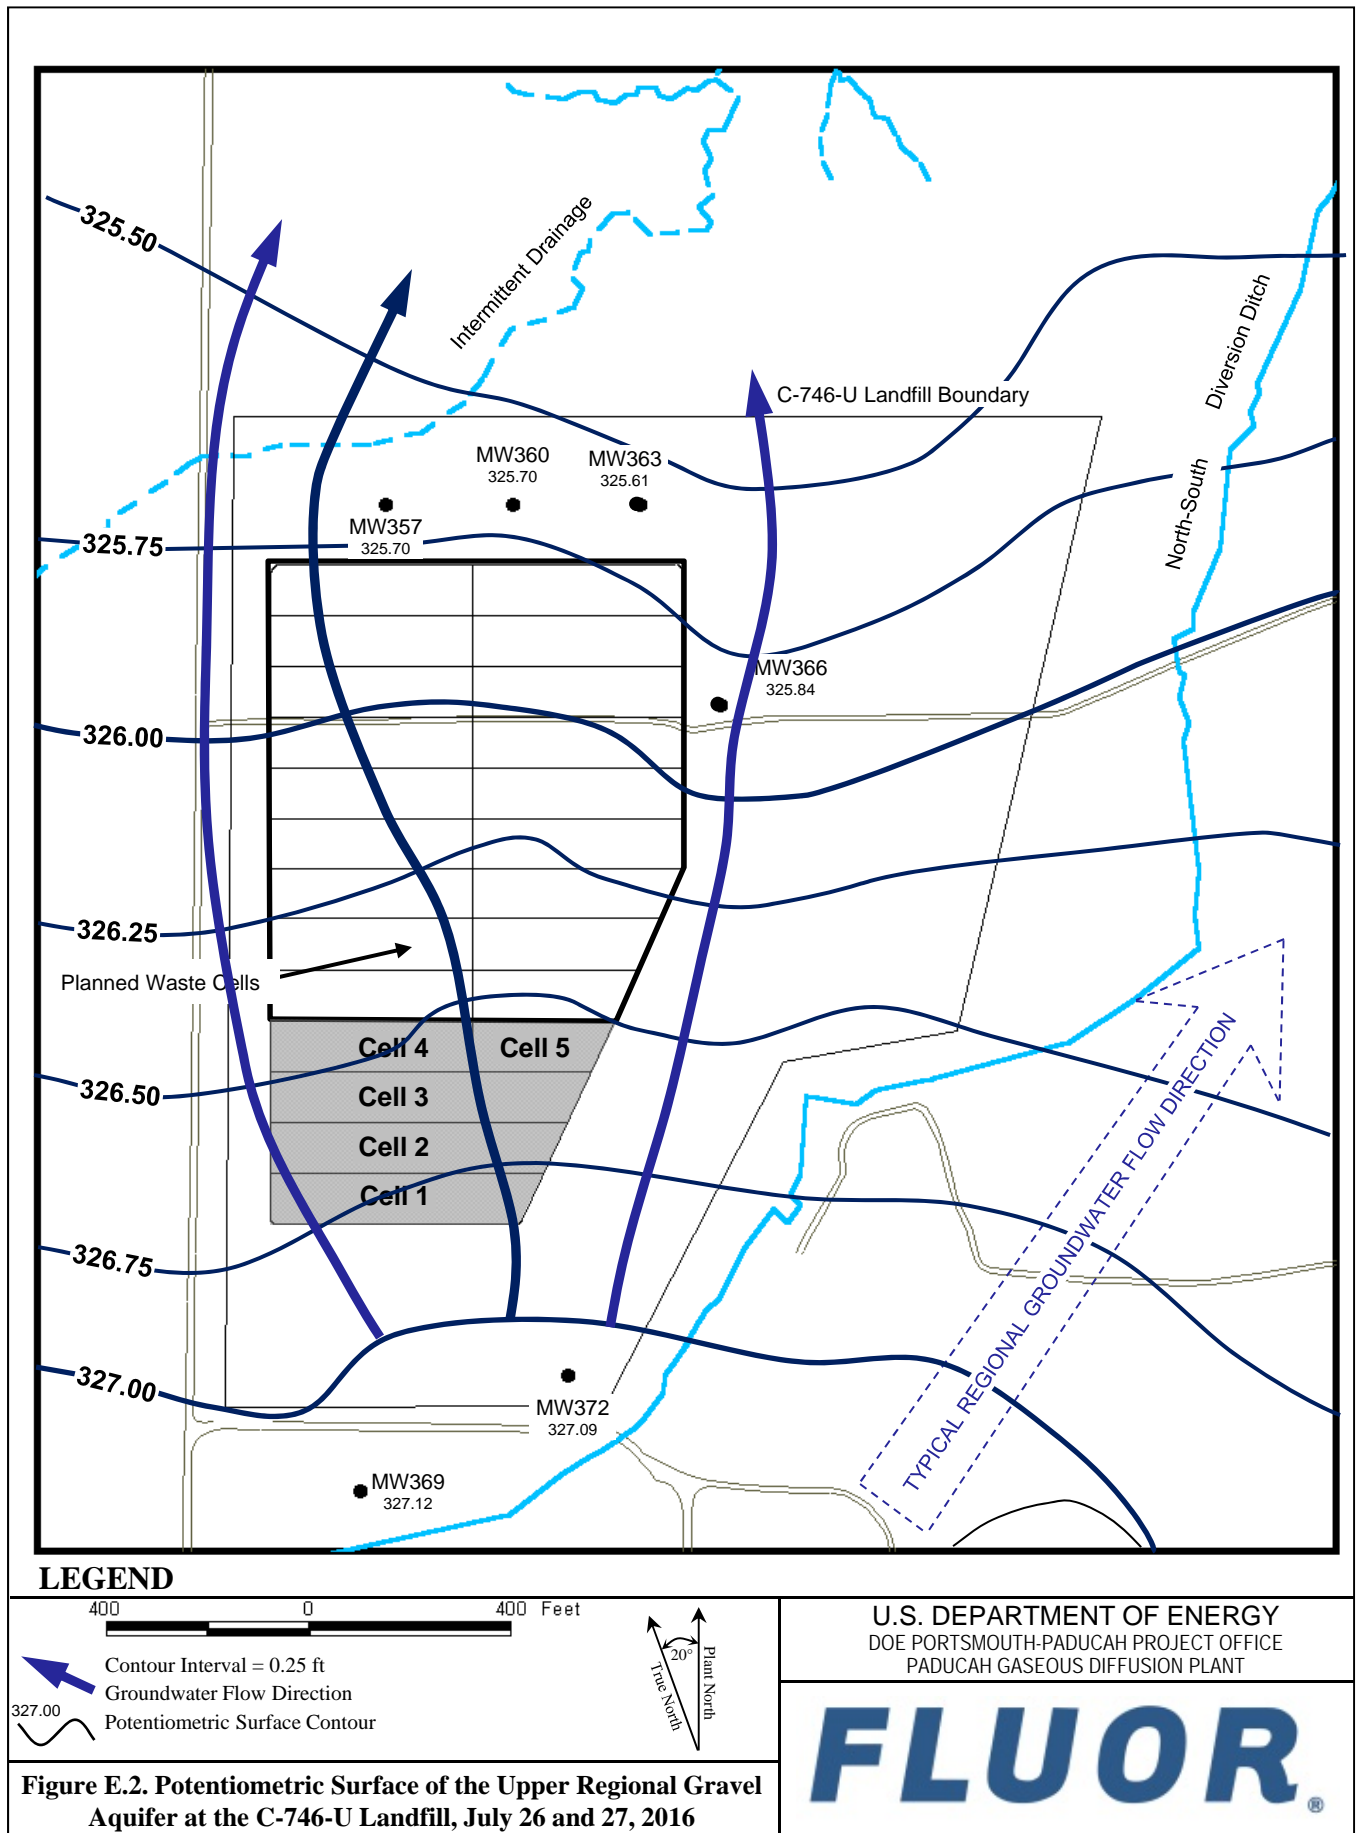 325.50
Intermittent Drainage
North-South Diversion Ditch
C-746-U Landfill Boundary
MW360
325.70
MW363
325.61
MW357
325.70
325.75
MW366
325.84
326.00
326.25
Planned Waste Cells
326.50
Cell 4
Cell 5
Cell 3
Cell 2
Cell 1
326.75
TYPICAL REGIONAL GROUNDWATER FLOW DIRECTION
327.00
MW372
327.09
MW369
327.12
LEGEND
400 0 400 Feet
Contour Interval = 0.25 ft
Groundwater Flow Direction
327.00
Potentiometric Surface Contour
20°
True North
Plant North
U.S. DEPARTMENT OF ENERGY
DOE PORTSMOUTH-PADUCAH PROJECT OFFICE
PADUCAH GASEOUS DIFFUSION PLANT
FLUOR®
Figure E.2. Potentiometric Surface of the Upper Regional Gravel
Aquifer at the C-746-U Landfill, July 26 and 27, 2016